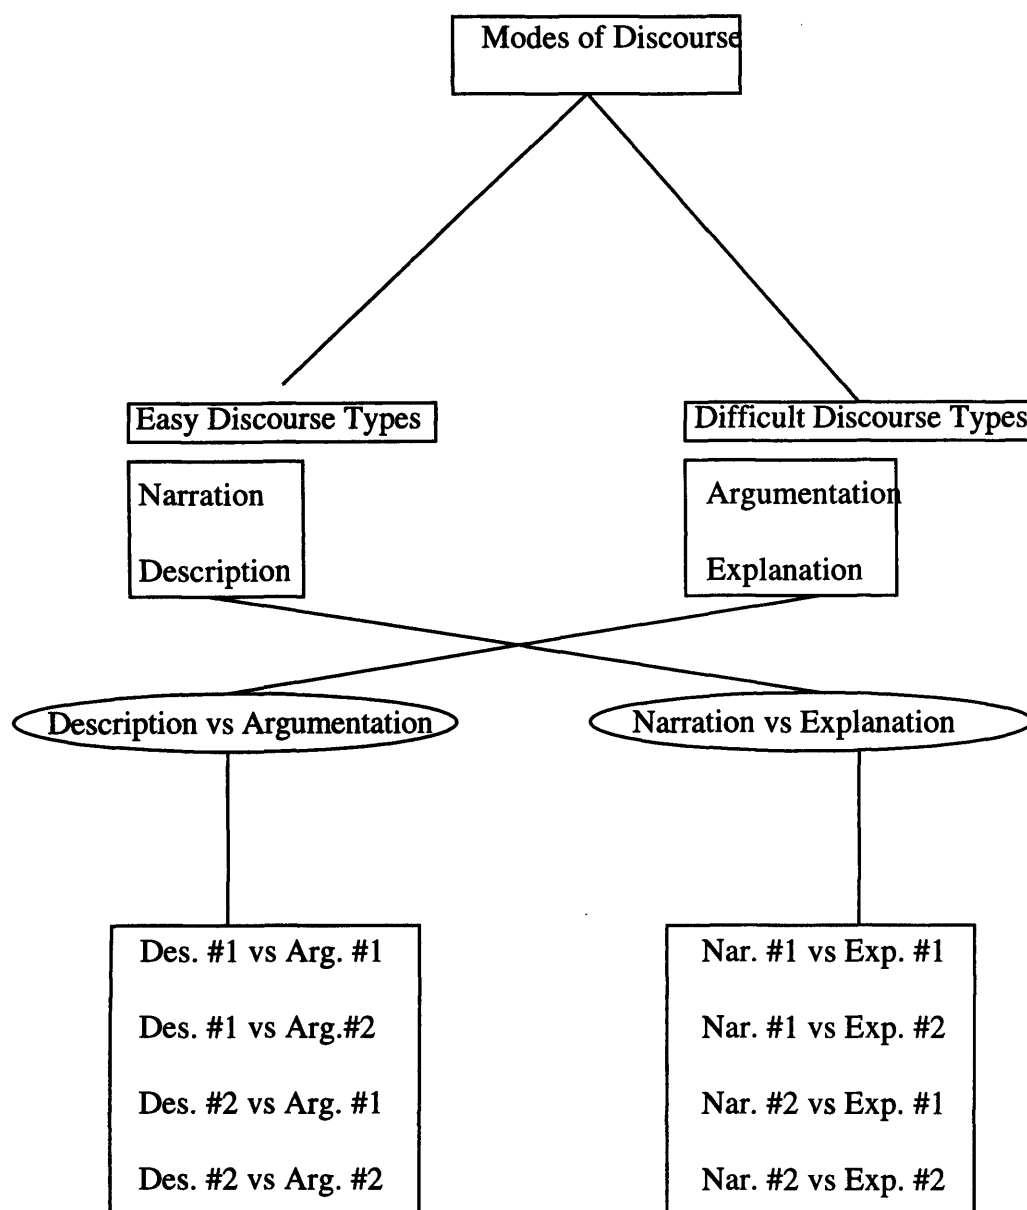 Modes of Discourse
Easy Discourse Types
Difficult Discourse Types
Narration
Description
Argumentation
Explanation
Description vs Argumentation
Narration vs Explanation
Des. #1 vs Arg. #1
Des. #1 vs Arg.#2
Des. #2 vs Arg. #1
Des. #2 vs Arg. #2
Nar. #1 vs Exp. #1
Nar. #1 vs Exp. #2
Nar. #2 vs Exp. #1
Nar. #2 vs Exp. #2